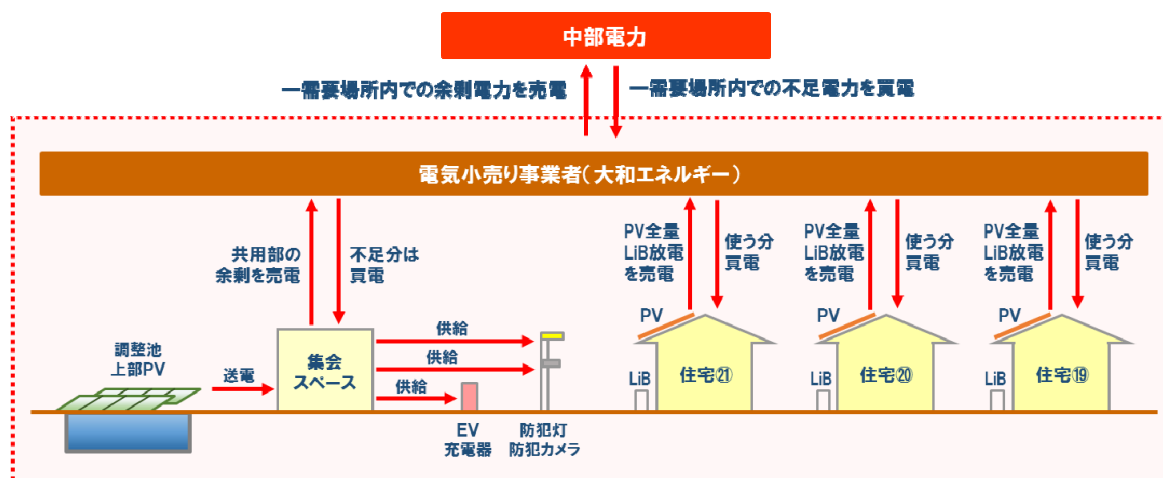 中部電力
一需要場所内での余剰電力を売電
一需要場所内での不足電力を買電
電気小売り事業者(大和エネルギー)
共用部の
余剰を売電
不足分は
買電
PV全量
LiB放電
を売電
使う分
買電
PV全量
LiB放電
を売電
使う分
買電
PV全量
LiB放電
を売電
使う分
買電
調整池
上部PV
送電
集会
スペース
供給
供給
供給
EV
充電器
防犯灯
防犯カメラ
PV
LiB
住宅㉑
PV
LiB
住宅⑳
PV
LiB
住宅⑲